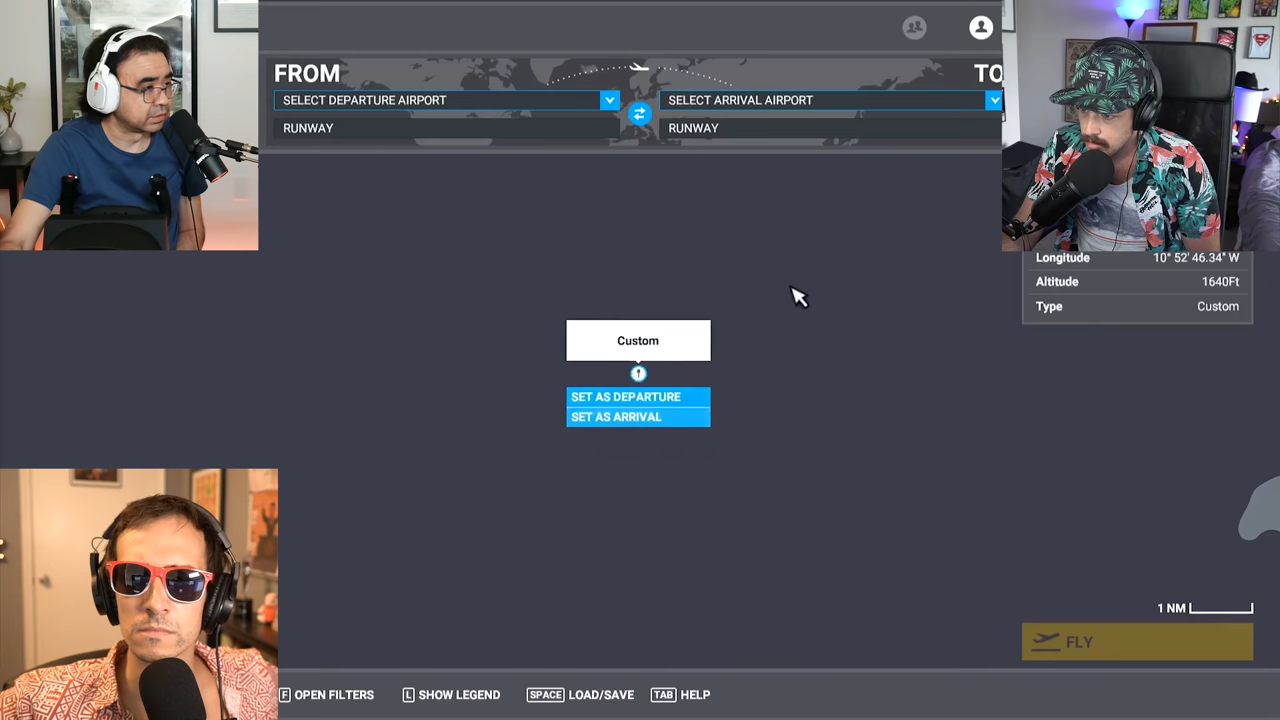 FROM
TO
SELECT DEPARTURE AIRPORT
SELECT ARRIVAL AIRPORT
RUNWAY
RUNWAY
Longitude 10° 52' 46.34" W
Altitude 1640Ft
Type Custom
Custom
SET AS DEPARTURE
SET AS ARRIVAL
1 NM
FLY
F OPEN FILTERS
L SHOW LEGEND
SPACE LOAD/SAVE
TAB HELP